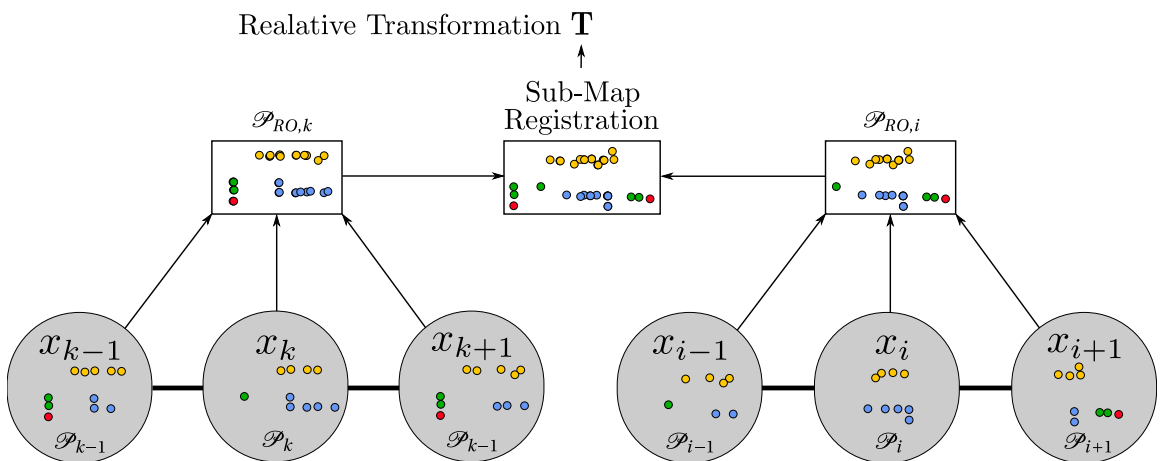 Realative Transformation T
Sub-Map
Registration
𝒫RO,k
𝒫RO,i
xk−1
xk
xk+1
xi−1
xi
xi+1
𝒫k−1
𝒫k
𝒫k−1
𝒫i−1
𝒫i
𝒫i+1